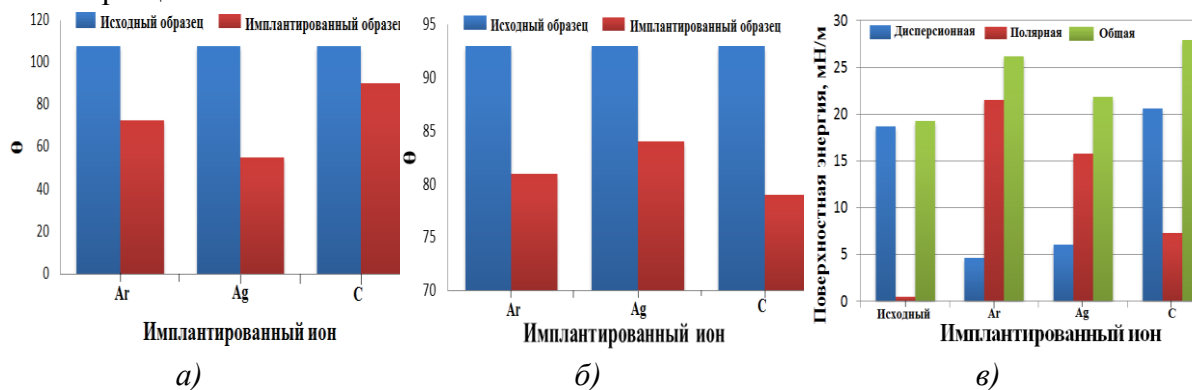 120
100
80
60
40
20
0
Θ
Исходный образец
Имплантированный образец
Ar Ag C
Имплантированный ион
а)
95
90
85
80
75
70
Θ
Исходный образец
Имплантированный образец
Ar Ag C
Имплантированный ион
б)
30
25
20
15
10
5
0
Поверхностная энергия, мН/м
Дисперсионная
Полярная
Общая
Исходный Ar Ag C
Имплантированный ион
в)